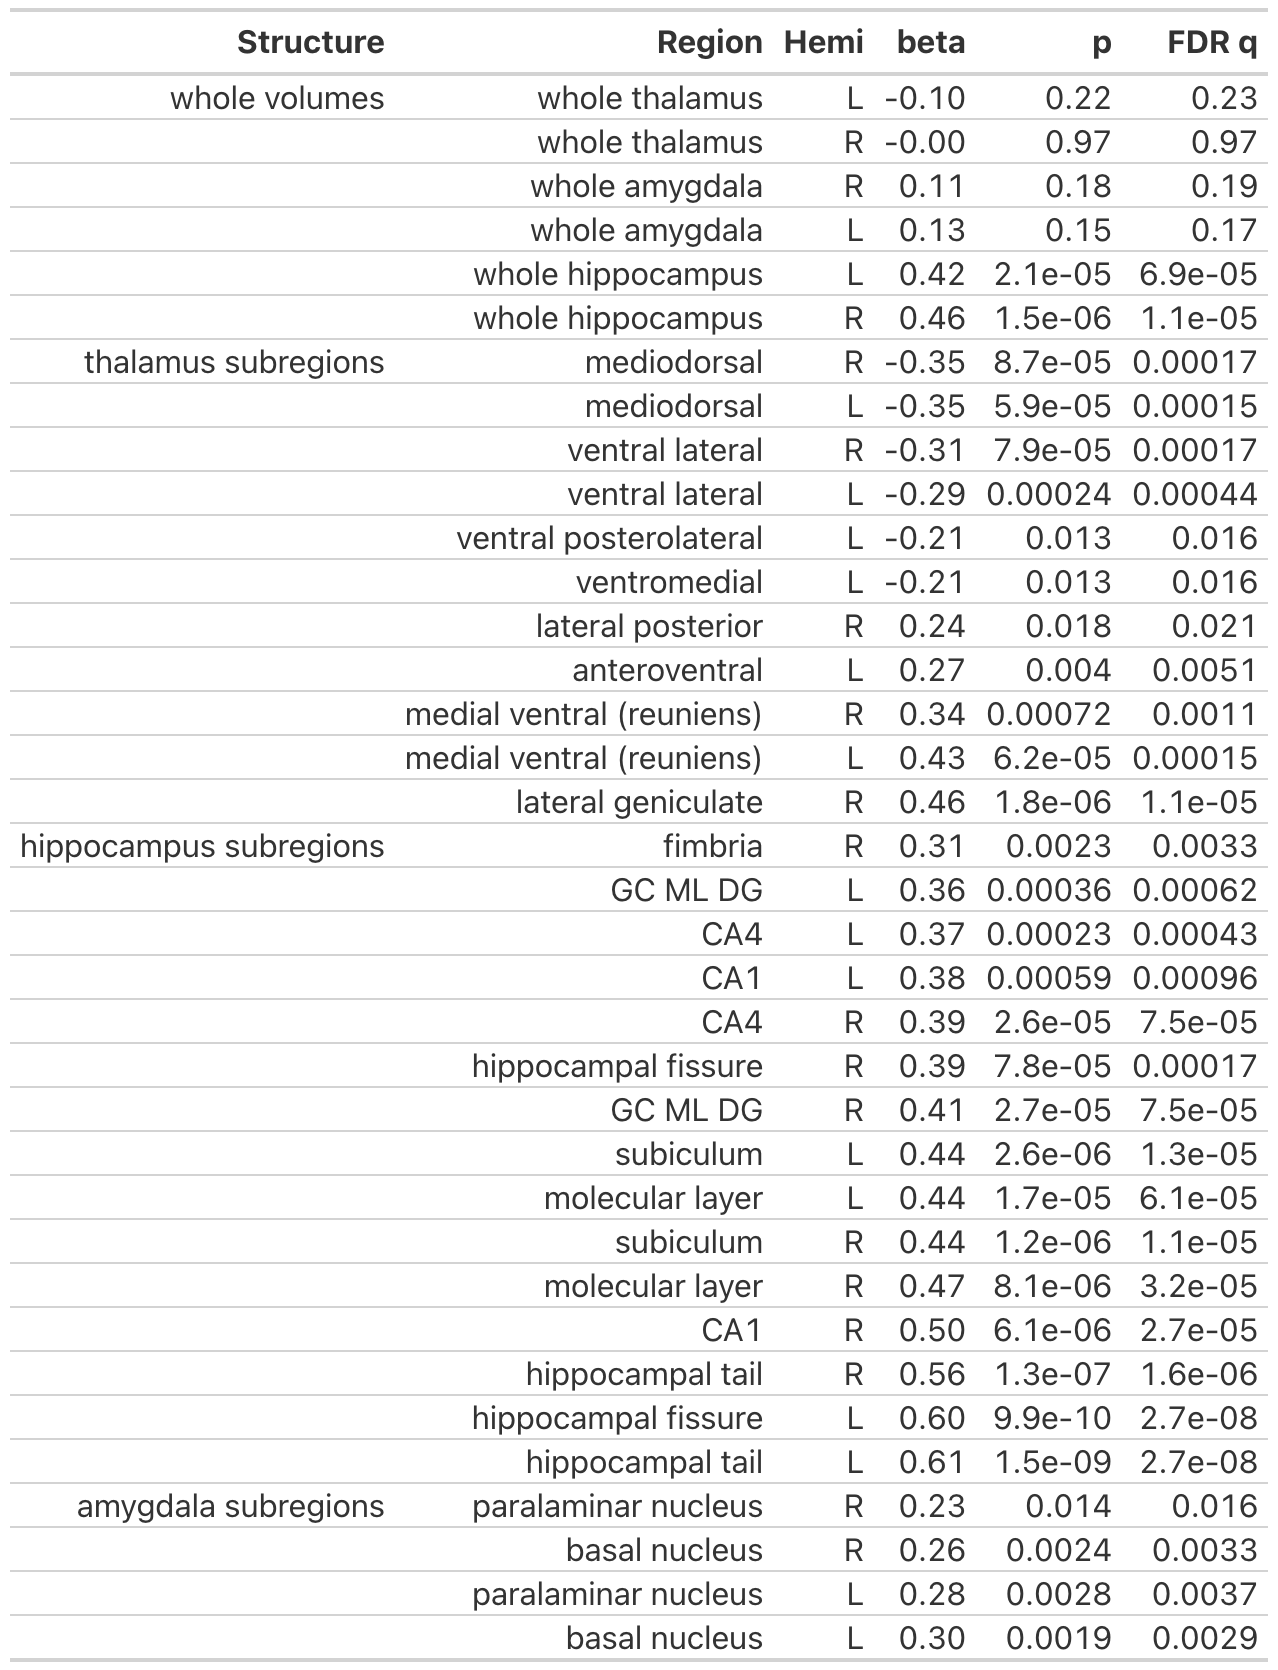 Structure Region Hemi beta p FDR q
whole volumes whole thalamus L -0.10 0.22 0.23
whole thalamus R -0.00 0.97 0.97
whole amygdala R 0.11 0.18 0.19
whole amygdala L 0.13 0.15 0.17
whole hippocampus L 0.42 2.1e-05 6.9e-05
whole hippocampus R 0.46 1.5e-06 1.1e-05
thalamus subregions mediodorsal R -0.35 8.7e-05 0.00017
mediodorsal L -0.35 5.9e-05 0.00015
ventral lateral R -0.31 7.9e-05 0.00017
ventral lateral L -0.29 0.00024 0.00044
ventral posterolateral L -0.21 0.013 0.016
ventromedial L -0.21 0.013 0.016
lateral posterior R 0.24 0.018 0.021
anteroventral L 0.27 0.004 0.0051
medial ventral (reuniens) R 0.34 0.00072 0.0011
medial ventral (reuniens) L 0.43 6.2e-05 0.00015
lateral geniculate R 0.46 1.8e-06 1.1e-05
hippocampus subregions fimbria R 0.31 0.0023 0.0033
GC ML DG L 0.36 0.00036 0.00062
CA4 L 0.37 0.00023 0.00043
CA1 L 0.38 0.00059 0.00096
CA4 R 0.39 2.6e-05 7.5e-05
hippocampal fissure R 0.39 7.8e-05 0.00017
GC ML DG R 0.41 2.7e-05 7.5e-05
subiculum L 0.44 2.6e-06 1.3e-05
molecular layer L 0.44 1.7e-05 6.1e-05
subiculum R 0.44 1.2e-06 1.1e-05
molecular layer R 0.47 8.1e-06 3.2e-05
CA1 R 0.50 6.1e-06 2.7e-05
hippocampal tail R 0.56 1.3e-07 1.6e-06
hippocampal fissure L 0.60 9.9e-10 2.7e-08
hippocampal tail L 0.61 1.5e-09 2.7e-08
amygdala subregions paralaminar nucleus R 0.23 0.014 0.016
basal nucleus R 0.26 0.0024 0.0033
paralaminar nucleus L 0.28 0.0028 0.0037
basal nucleus L 0.30 0.0019 0.0029